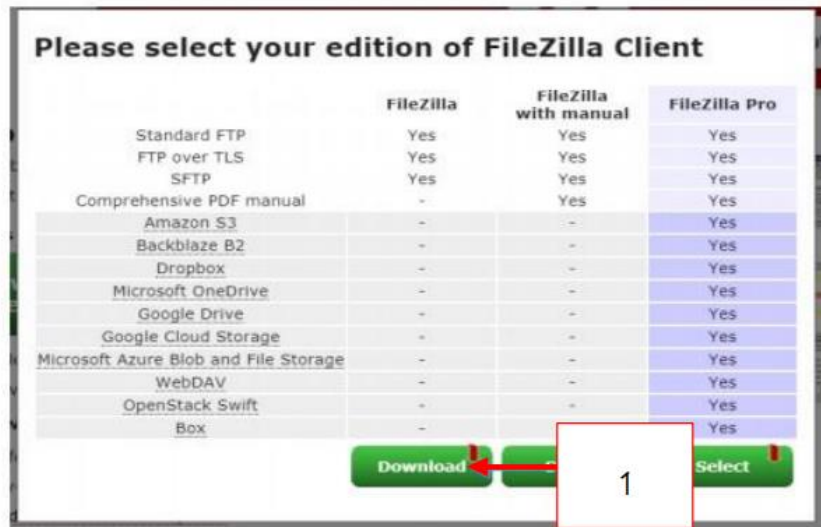 Please select your edition of FileZilla Client
FileZilla FileZilla with manual FileZilla Pro
Standard FTP Yes Yes Yes
FTP over TLS Yes Yes Yes
SFTP Yes Yes Yes
Comprehensive PDF manual - Yes Yes
Amazon S3 - - Yes
Backblaze B2 - - Yes
Dropbox - - Yes
Microsoft OneDrive - - Yes
Google Drive - - Yes
Google Cloud Storage - - Yes
Microsoft Azure Blob and File Storage - - Yes
WebDAV - - Yes
OpenStack Swift - - Yes
Box - Yes
Download Select
1